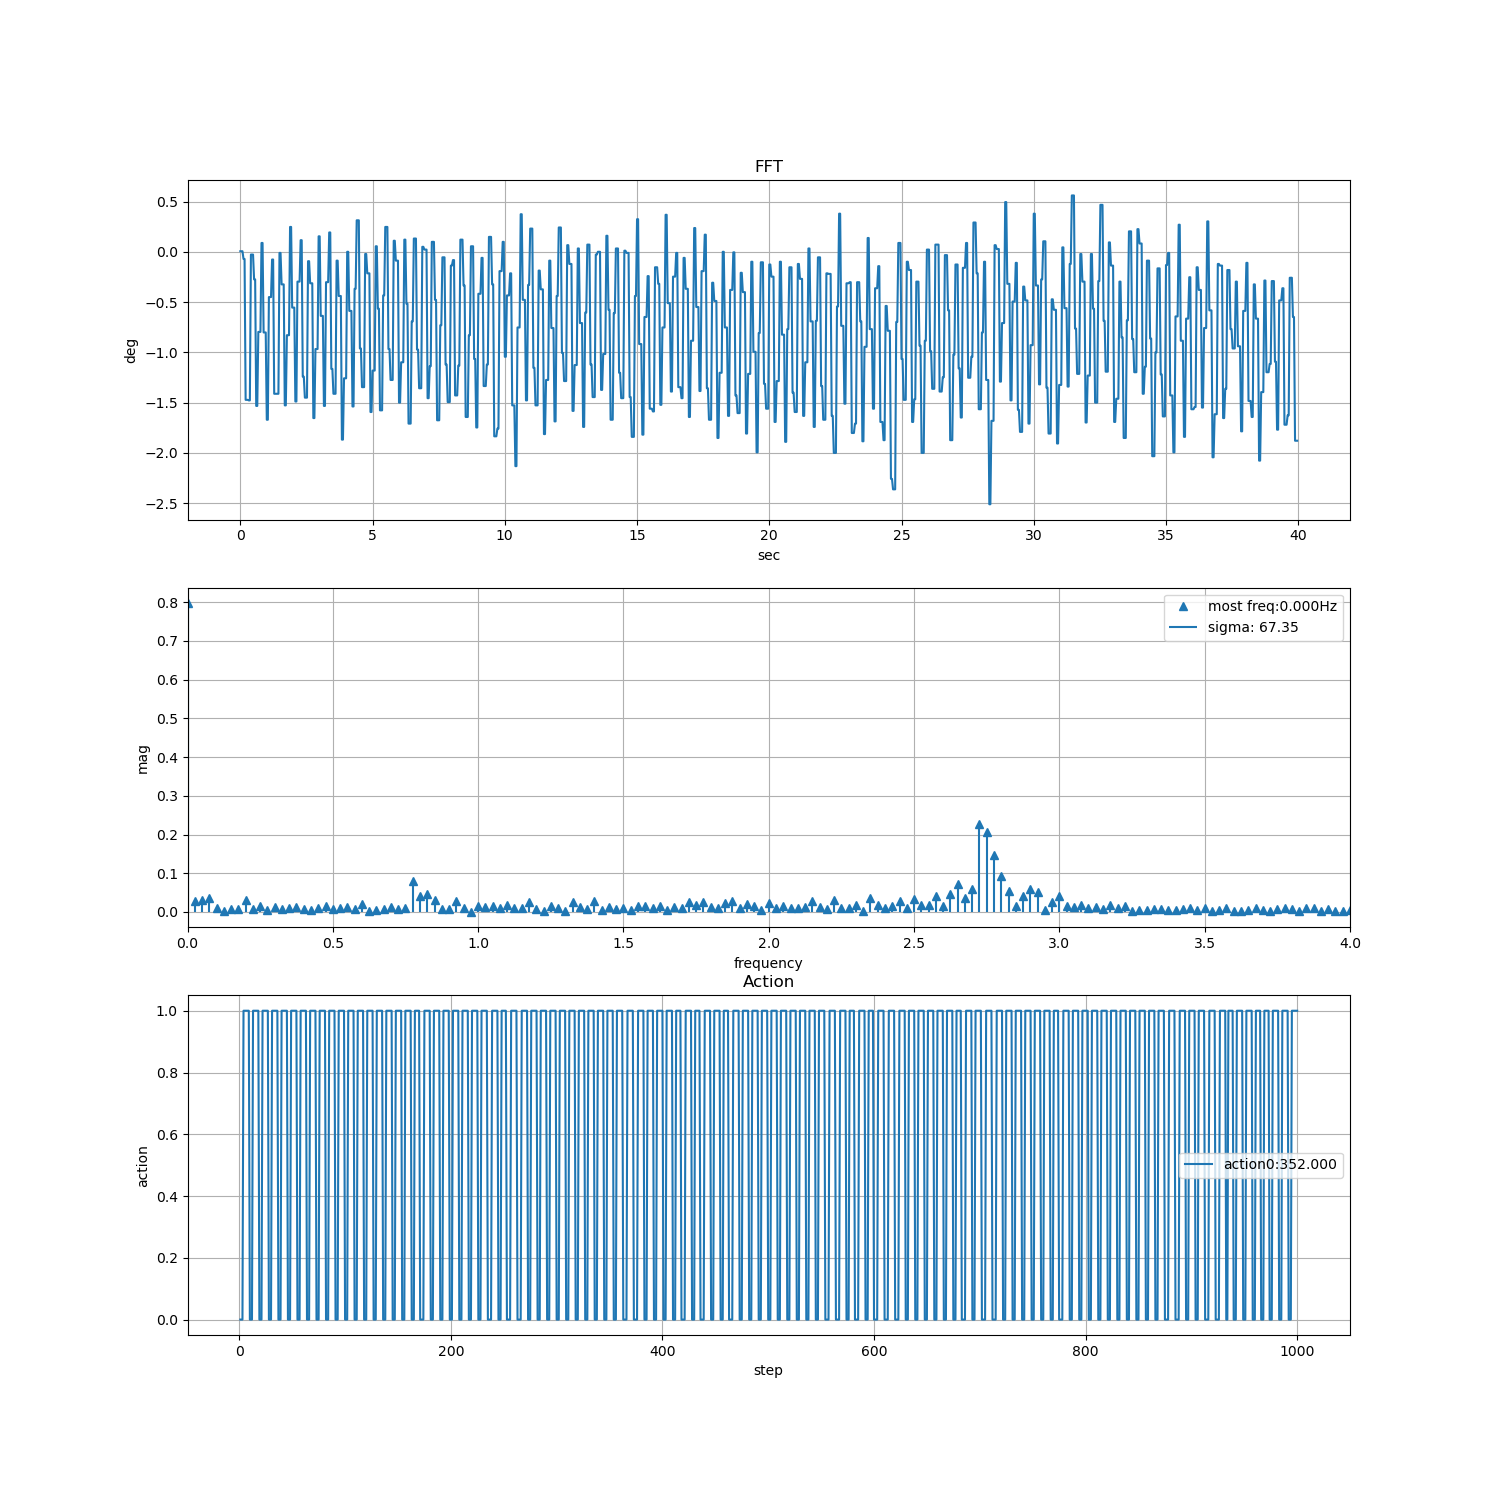 FFT
0.5
0.0
−0.5
−1.0
−1.5
−2.0
−2.5
deg
0 5 10 15 20 25 30 35 40
sec
0.8
0.7
0.6
0.5
0.4
0.3
0.2
0.1
0.0
mag
most freq:0.000Hz
sigma: 67.35
0.0 0.5 1.0 1.5 2.0 2.5 3.0 3.5 4.0
frequency
Action
1.0
0.8
0.6
0.4
0.2
0.0
action
action0:352.000
0 200 400 600 800 1000
step